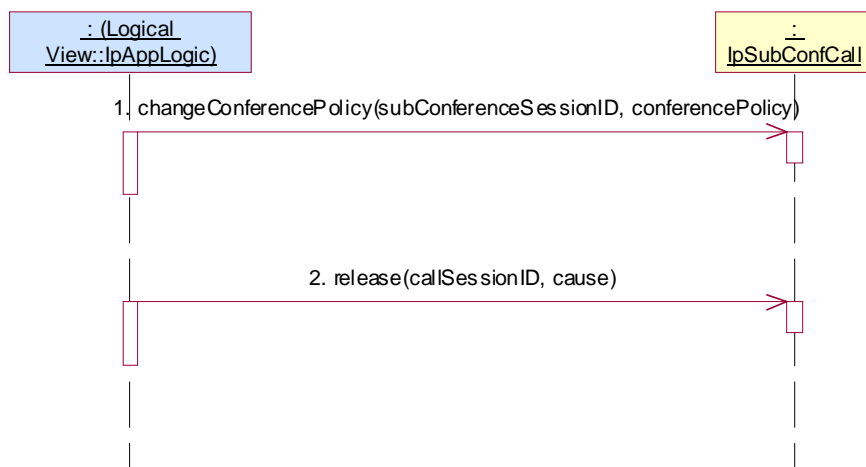 : (Logical
View::IpAppLogic)
:
IpSubConfCall
1. changeConferencePolicy(subConferenceSessionID, conferencePolicy)
2. release(callSessionID, cause)